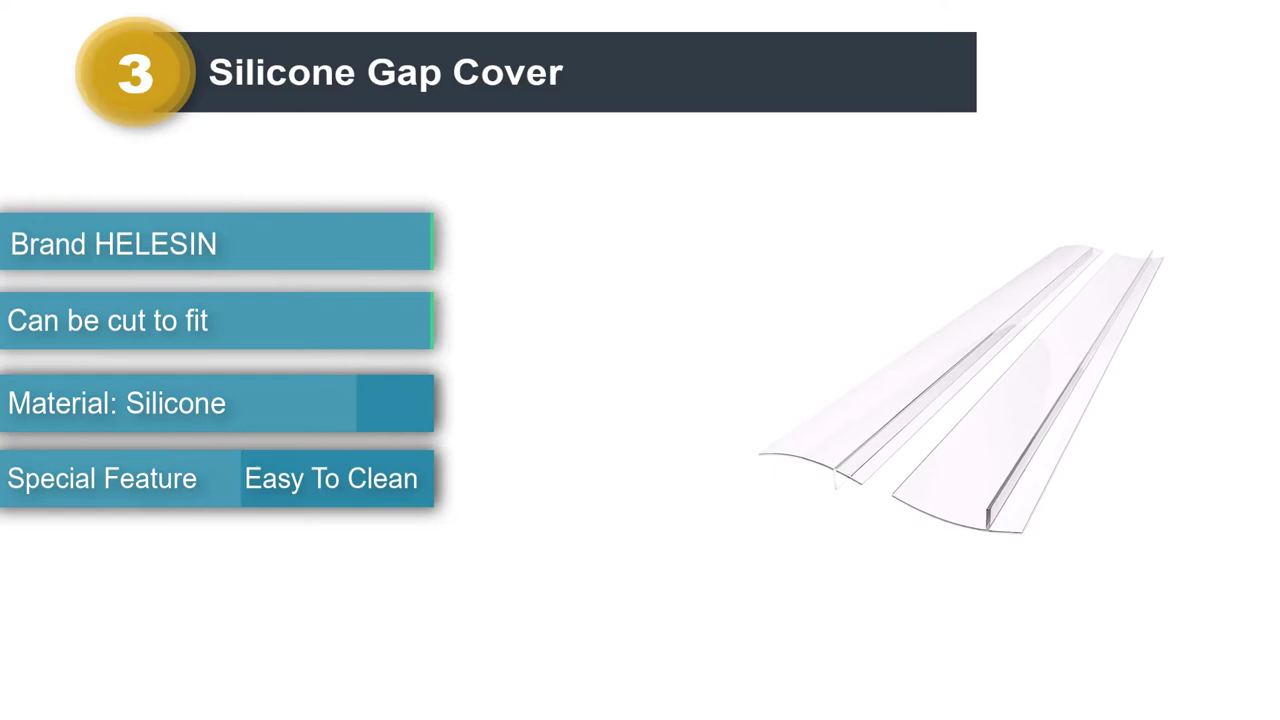 3
Silicone Gap Cover
Brand HELESIN
Can be cut to fit
Material: Silicone
Special Feature Easy To Clean